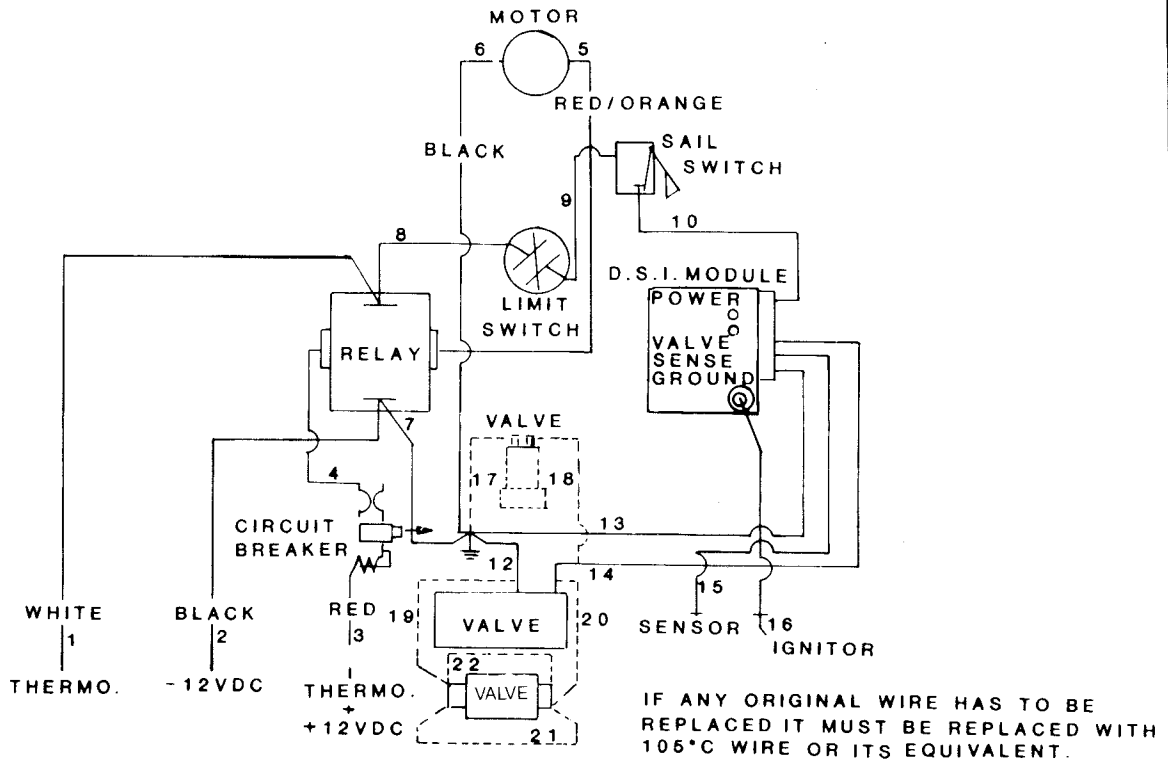 MOTOR
6
5
RED/ORANGE
BLACK
SAIL
SWITCH
9
10
8
D.S.I. MODULE
LIMIT
SWITCH
POWER
VALVE
SENSE
GROUND
RELAY
7
VALVE
17
18
4
13
CIRCUIT
BREAKER
12
14
15
WHITE
1
BLACK
2
RED
3
19
VALVE
20
SENSOR
16
IGNITOR
22
VALVE
21
THERMO.
-12VDC
THERMO.
+
+12VDC
IF ANY ORIGINAL WIRE HAS TO BE
REPLACED IT MUST BE REPLACED WITH
105°C WIRE OR ITS EQUIVALENT.